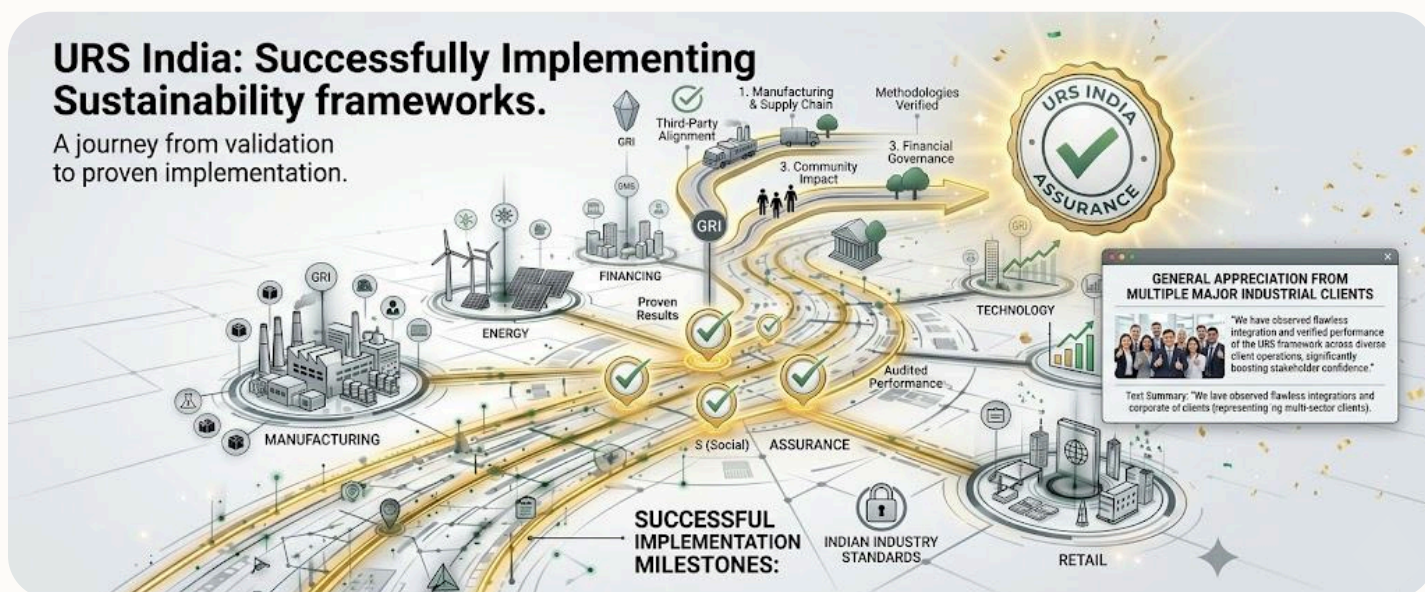 URS India: Successfully Implementing
Sustainability frameworks.
A journey from validation
to proven implementation.
GRI
Third-Party
Alignment
1. Manufacturing
& Supply Chain
Methodologies
Verified
3. Financial
Governance
3. Community
Impact
URS INDIA
ASSURANCE
GRI
FINANCING
Proven
Results
ENERGY
GRI
MANUFACTURING
GRI
TECHNOLOGY
Audited
Performance
S (Social)
ASSURANCE
GENERAL APPRECIATION FROM
MULTIPLE MAJOR INDUSTRIAL CLIENTS
"We have observed flawless
integration and verified performance
of the URS framework across diverse
client operations, significantly
boosting stakeholder confidence."
Text Summary: "We lave observed flawless integrations and
corporate of clients (representing ng multi-sector clients).
SUCCESSFUL
IMPLEMENTATION
MILESTONES:
INDIAN INDUSTRY
STANDARDS
RETAIL